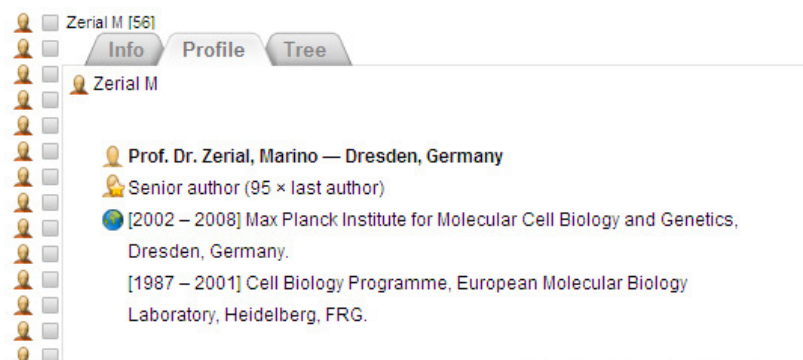 Zerial M [56]
Info Profile Tree
Zerial M
Prof. Dr. Zerial, Marino — Dresden, Germany
Senior author (95 × last author)
[2002 – 2008] Max Planck Institute for Molecular Cell Biology and Genetics,
Dresden, Germany.
[1987 – 2001] Cell Biology Programme, European Molecular Biology
Laboratory, Heidelberg, FRG.